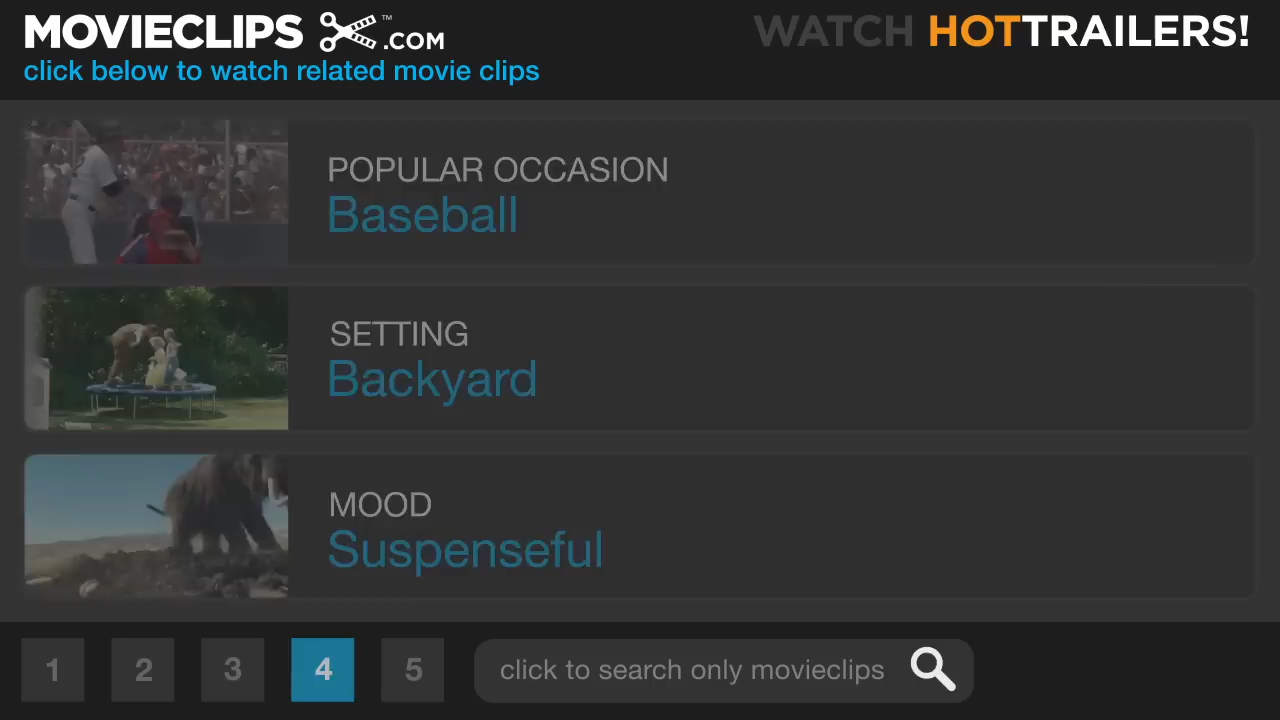 MOVIECLIPS ™ .COM
WATCH HOTTRAILERS!
click below to watch related movie clips
POPULAR OCCASION
Baseball
SETTING
Backyard
MOOD
Suspenseful
1 2 3 4 5
click to search only movieclips